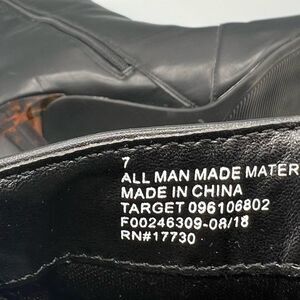 7
ALL MAN MADE MATER
MADE IN CHINA
TARGET 096106802
F00246309-08/18
RN#17730